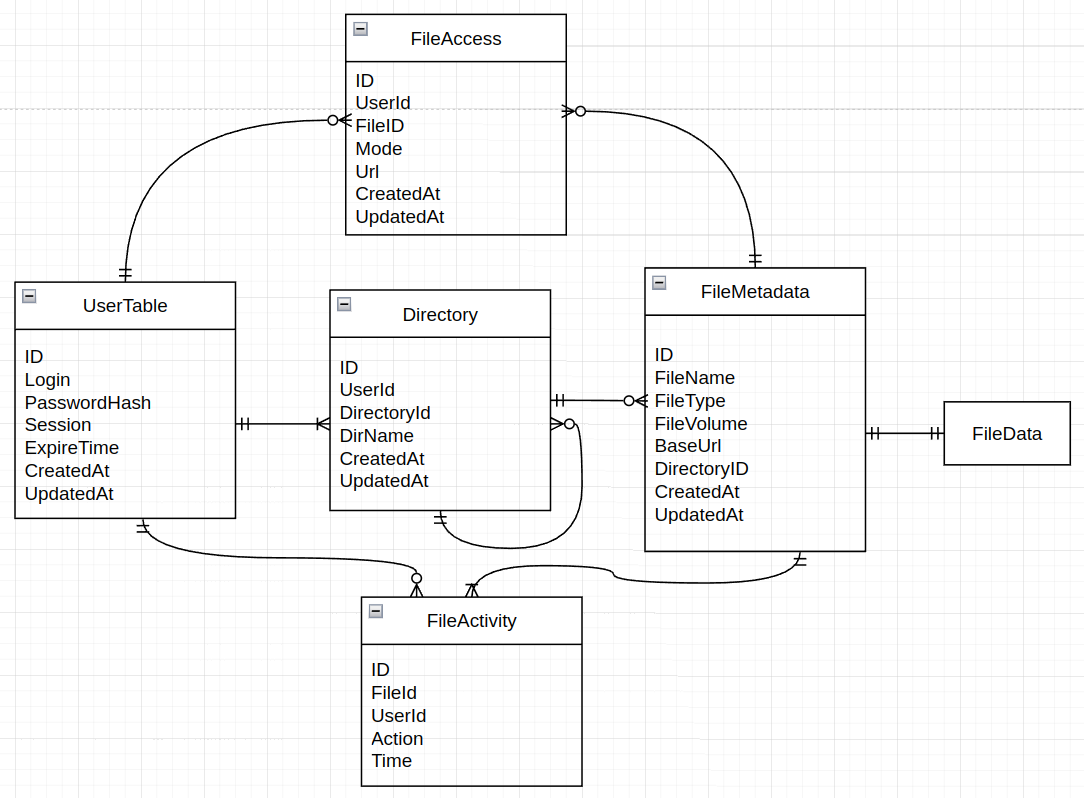 FileAccess
ID
UserId
FileID
Mode
Url
CreatedAt
UpdatedAt
UserTable
ID
Login
PasswordHash
Session
ExpireTime
CreatedAt
UpdatedAt
Directory
ID
UserId
DirectoryId
DirName
CreatedAt
UpdatedAt
FileMetadata
ID
FileName
FileType
FileVolume
BaseUrl
DirectoryID
CreatedAt
UpdatedAt
FileData
FileActivity
ID
FileId
UserId
Action
Time